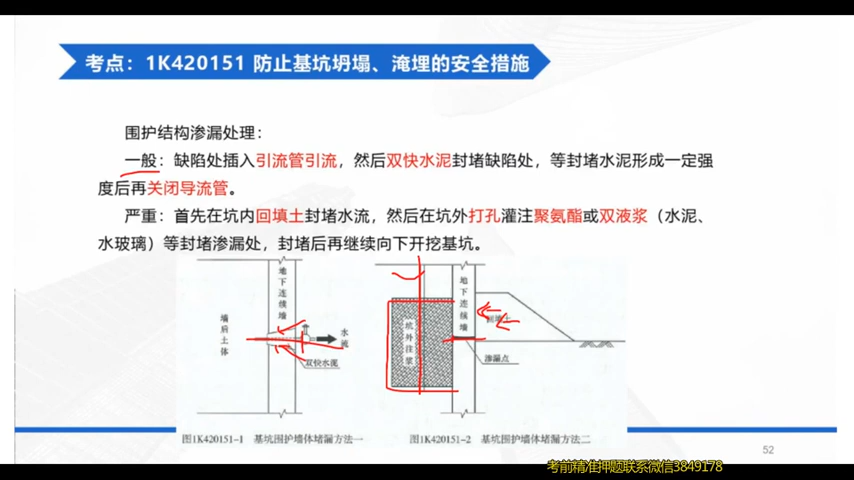 考点：1K420151 防止基坑坍塌、淹埋的安全措施
围护结构渗漏处理：
一般：缺陷处插入引流管引流，然后双快水泥封堵缺陷处，等封堵水泥形成一定强
度后再关闭导流管。
严重：首先在坑内回填土封堵水流，然后在坑外打孔灌注聚氨酯或双液浆（水泥、
水玻璃）等封堵渗漏处，封堵后再继续向下开挖基坑。
地下连续墙
墙后土体
水流
双快水泥
图1K420151-1 基坑围护墙体堵漏方法一
地下连续墙
坑外注浆
回填土
渗漏点
图1K420151-2 基坑围护墙体堵漏方法二
52
考前精准押题联系微信3849178